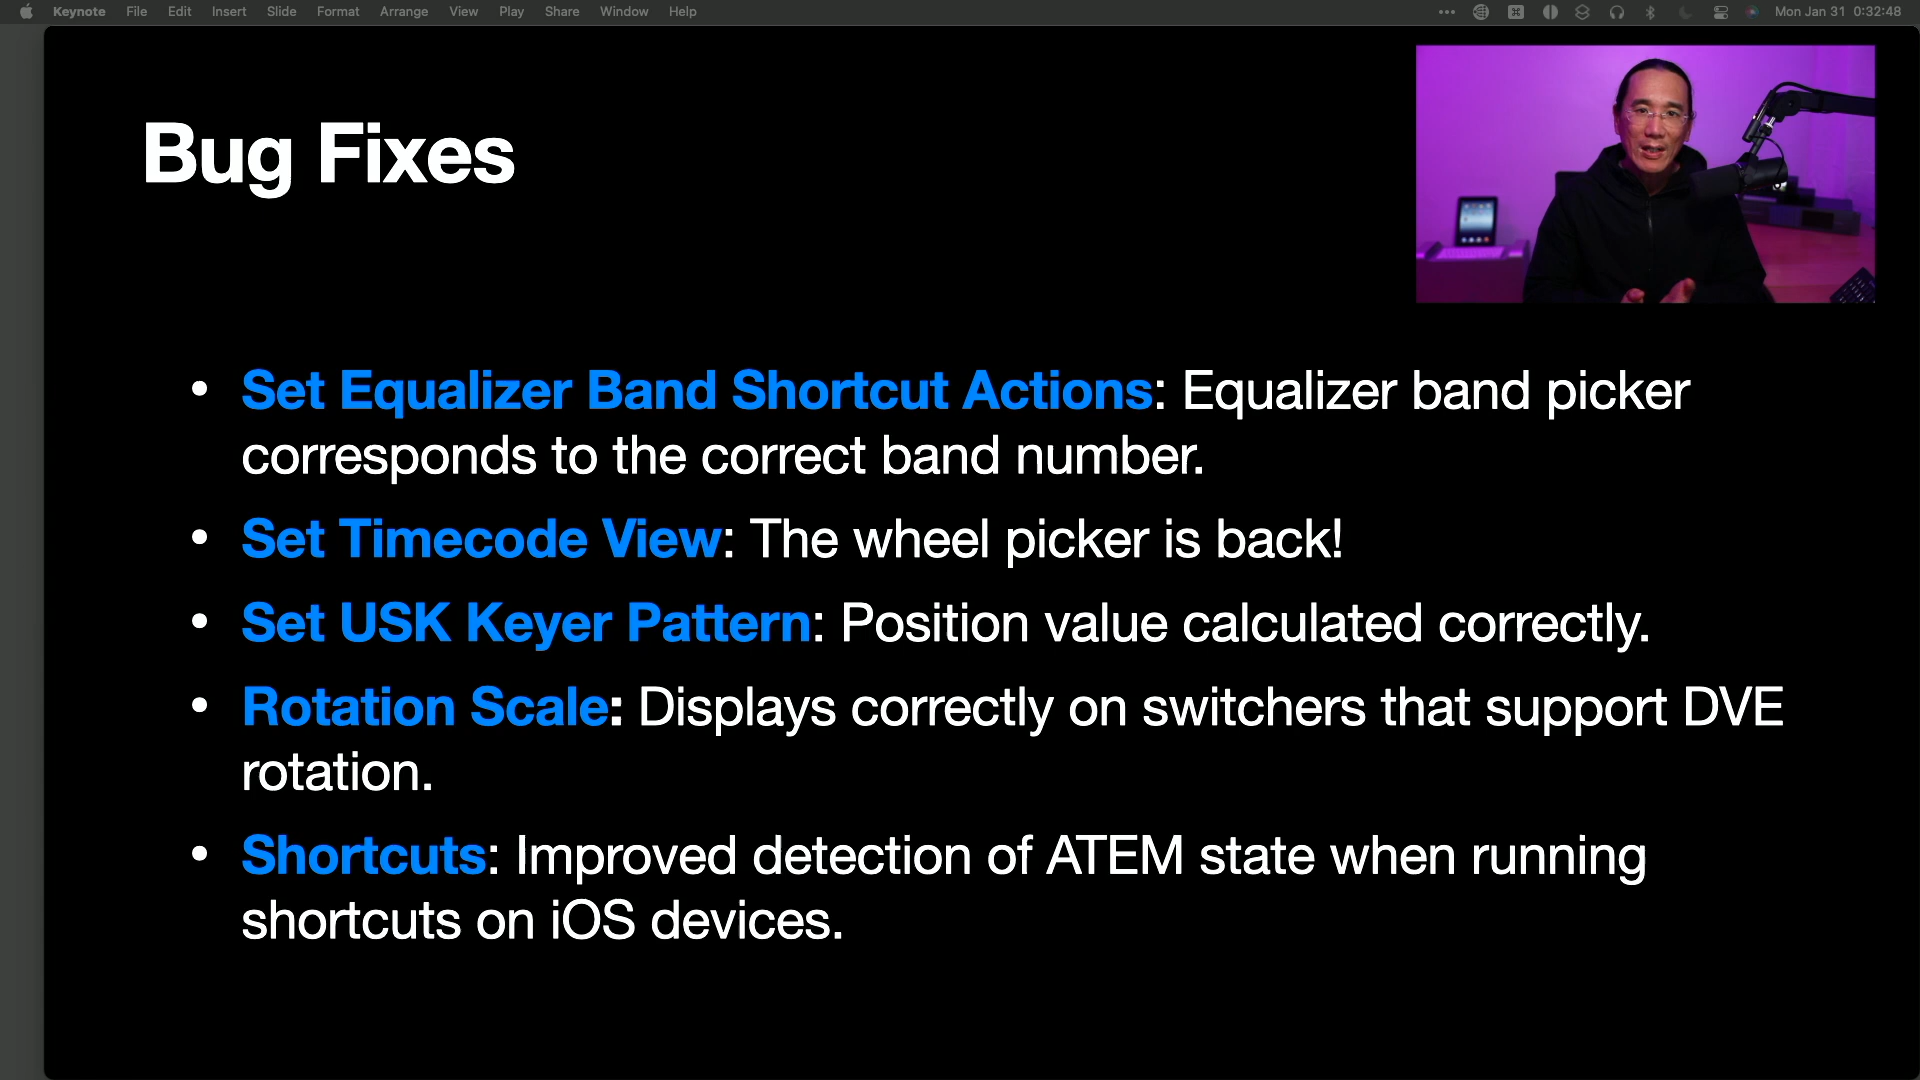 Keynote File Edit Insert Slide Format Arrange View Play Share Window Help
Mon Jan 31 0:32:48
Bug Fixes
• Set Equalizer Band Shortcut Actions: Equalizer band picker
corresponds to the correct band number.
• Set Timecode View: The wheel picker is back!
• Set USK Keyer Pattern: Position value calculated correctly.
• Rotation Scale: Displays correctly on switchers that support DVE
rotation.
• Shortcuts: Improved detection of ATEM state when running
shortcuts on iOS devices.